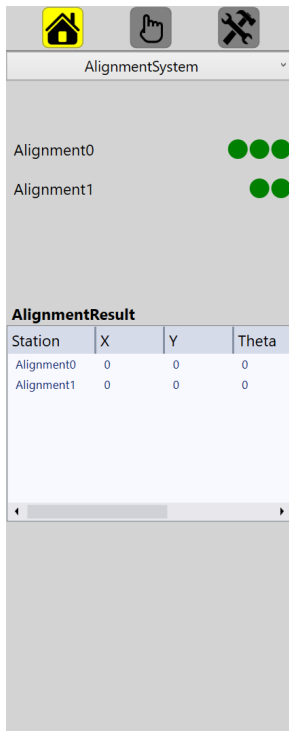 AlignmentSystem
Alignment0
Alignment1
AlignmentResult
Station X Y Theta
Alignment0 0 0 0
Alignment1 0 0 0